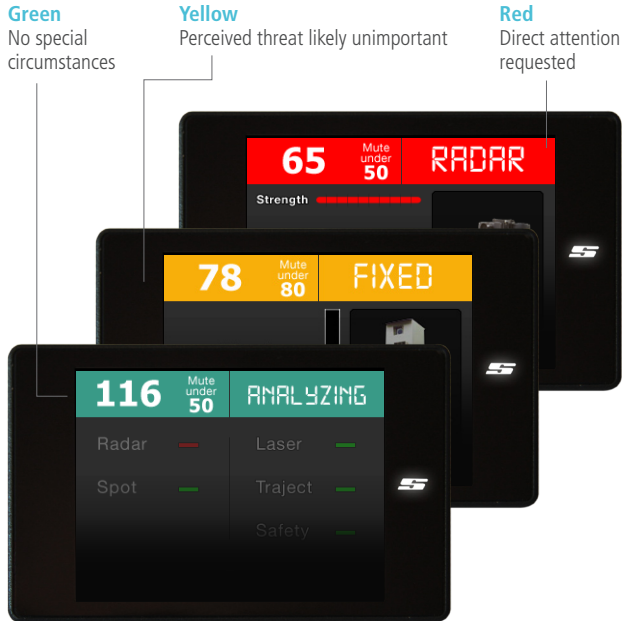 Green
No special
circumstances
Yellow
Perceived threat likely unimportant
Red
Direct attention
requested
65
Mute
under
50
RADAR
Strength
78
Mute
under
80
FIXED
116
Mute
under
50
ANALYZING
Radar
Laser
Spot
Traject
Safety